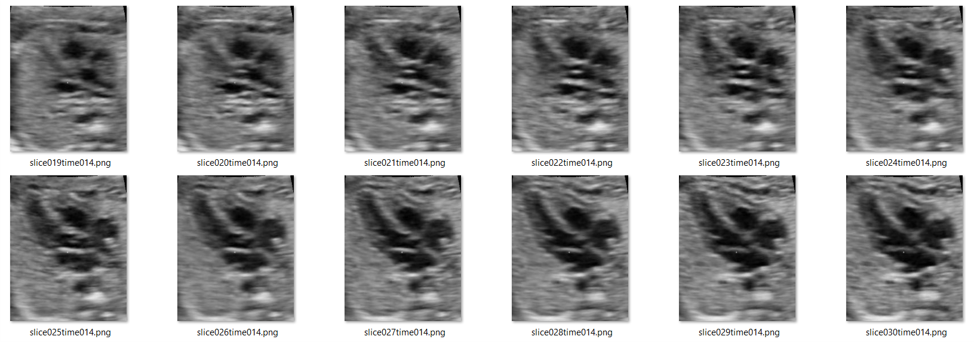 slice019time014.png
slice020time014.png
slice021time014.png
slice022time014.png
slice023time014.png
slice024time014.png
slice025time014.png
slice026time014.png
slice027time014.png
slice028time014.png
slice029time014.png
slice030time014.png